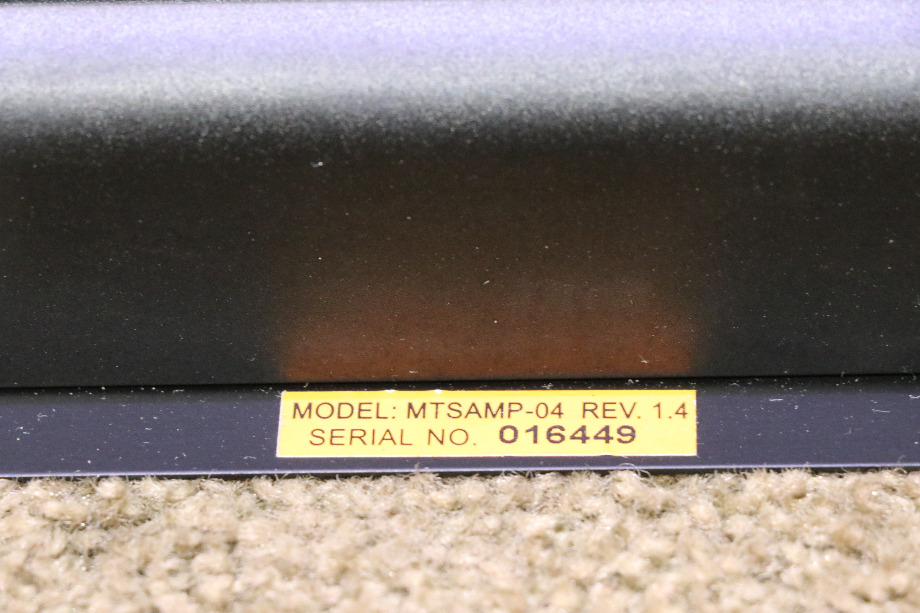 MODEL: MTSAMP-04 REV. 1.4
SERIAL NO. 016449